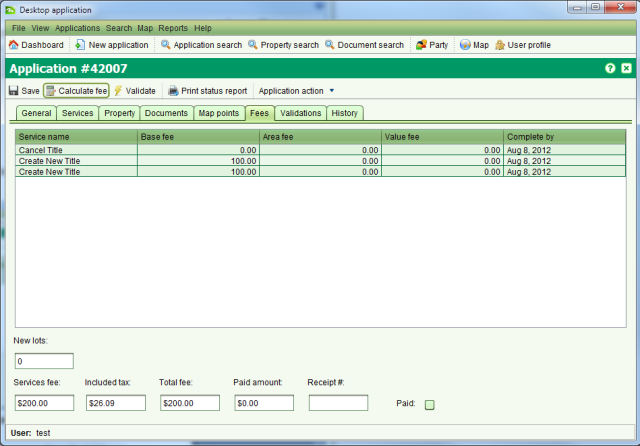 Desktop application
File View Applications Search Map Reports Help
Dashboard New application Application search Property search Document search Party Map User profile
Application #42007
Save Calculate fee Validate Print status report Application action
General Services Property Documents Map points Fees Validations History
Service name Base fee Area fee Value fee Complete by
Cancel Title 0.00 0.00 0.00 Aug 8, 2012
Create New Title 100.00 0.00 0.00 Aug 8, 2012
Create New Title 100.00 0.00 0.00 Aug 8, 2012
New lots:
0
Services fee: Included tax: Total fee: Paid amount: Receipt #:
$200.00 $26.09 $200.00 $0.00 Paid:
User: test